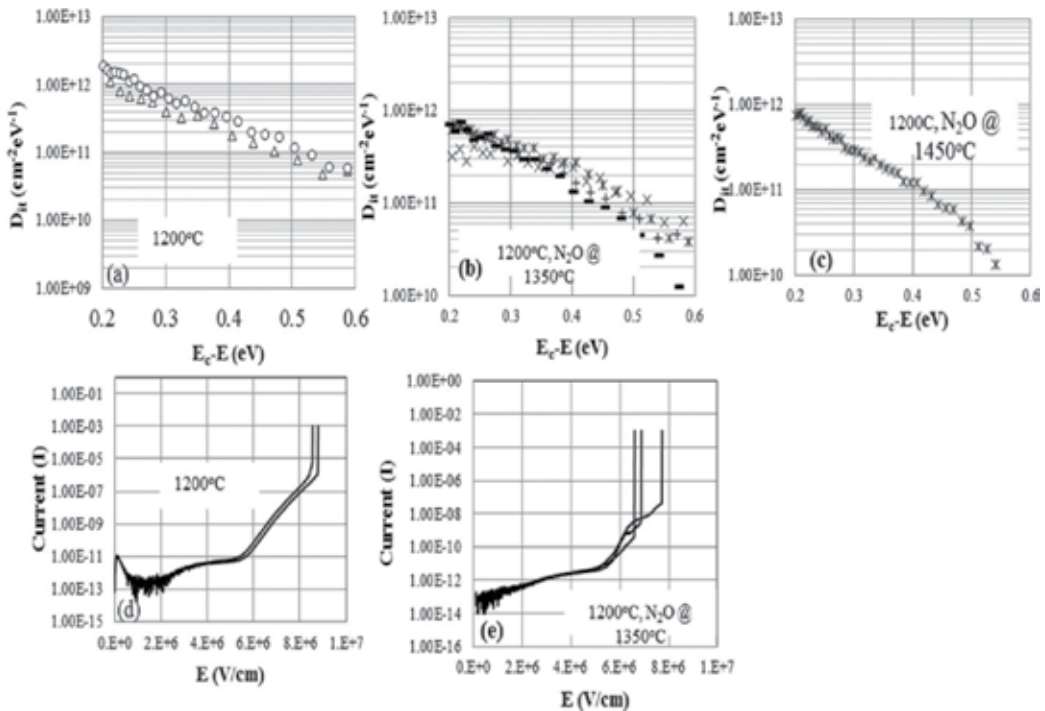 1.00E+13
1.00E+12
1.00E+11
1.00E+10
1.00E+09
Dit (cm-2eV-1)
1200oC
(a)
0.2 0.3 0.4 0.5 0.6
Ec-E (eV)
1.00E+13
1.00E+12
1.00E+11
1.00E+10
Dit (cm-2eV-1)
1200oC, N2O @
1350oC
(b)
0.2 0.3 0.4 0.5 0.6
Ec-E (eV)
1.00E+13
1.00E+12
1.00E+11
1.00E+10
Dit (cm-2eV-1)
1200C, N2O @
1450oC
(c)
0.2 0.3 0.4 0.5 0.6
Ec-E (eV)
1.00E-01
1.00E-03
1.00E-05
1.00E-07
1.00E-09
1.00E-11
1.00E-13
1.00E-15
Current (I)
1200oC
(d)
0.E+0 2.E+6 4.E+6 6.E+6 8.E+6 1.E+7
E (V/cm)
1.00E+00
1.00E-02
1.00E-04
1.00E-06
1.00E-08
1.00E-10
1.00E-12
1.00E-14
1.00E-16
Current (I)
1200oC, N2O @
1350oC
(e)
0.E+0 2.E+6 4.E+6 6.E+6 8.E+6 1.E+7
E (V/cm)